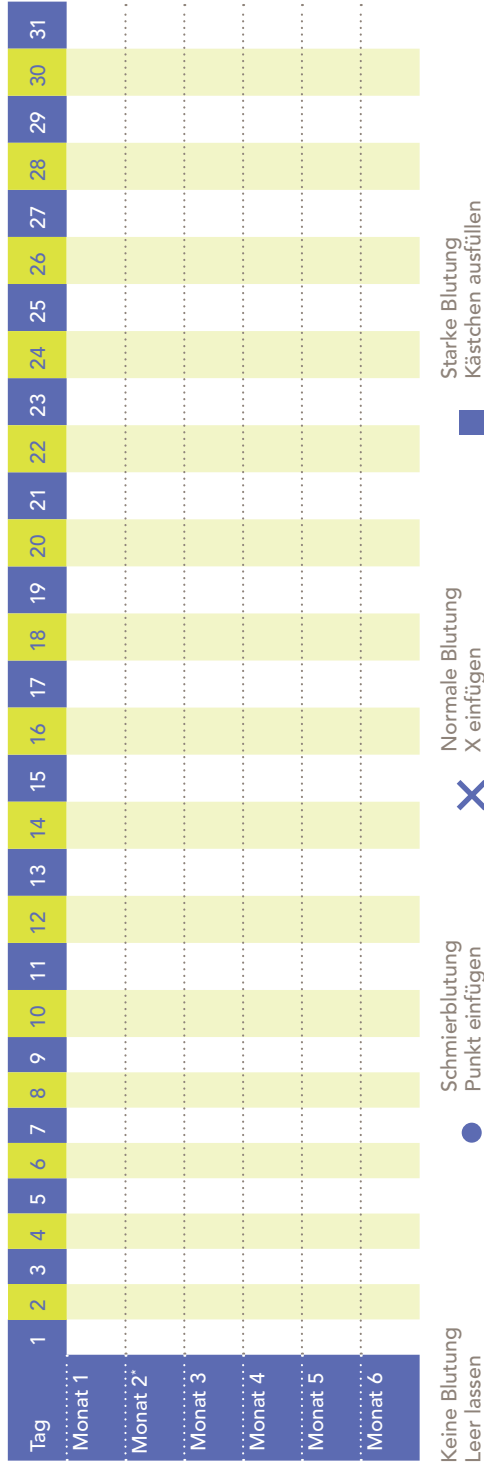 Tag 1 2 3 4 5 6 7 8 9 10 11 12 13 14 15 16 17 18 19 20 21 22 23 24 25 26 27 28 29 30 31
Monat 1
Monat 2*
Monat 3
Monat 4
Monat 5
Monat 6
Keine Blutung
Leer lassen
Schmierblutung
Punkt einfügen
Normale Blutung
X einfügen
Starke Blutung
Kästchen ausfüllen